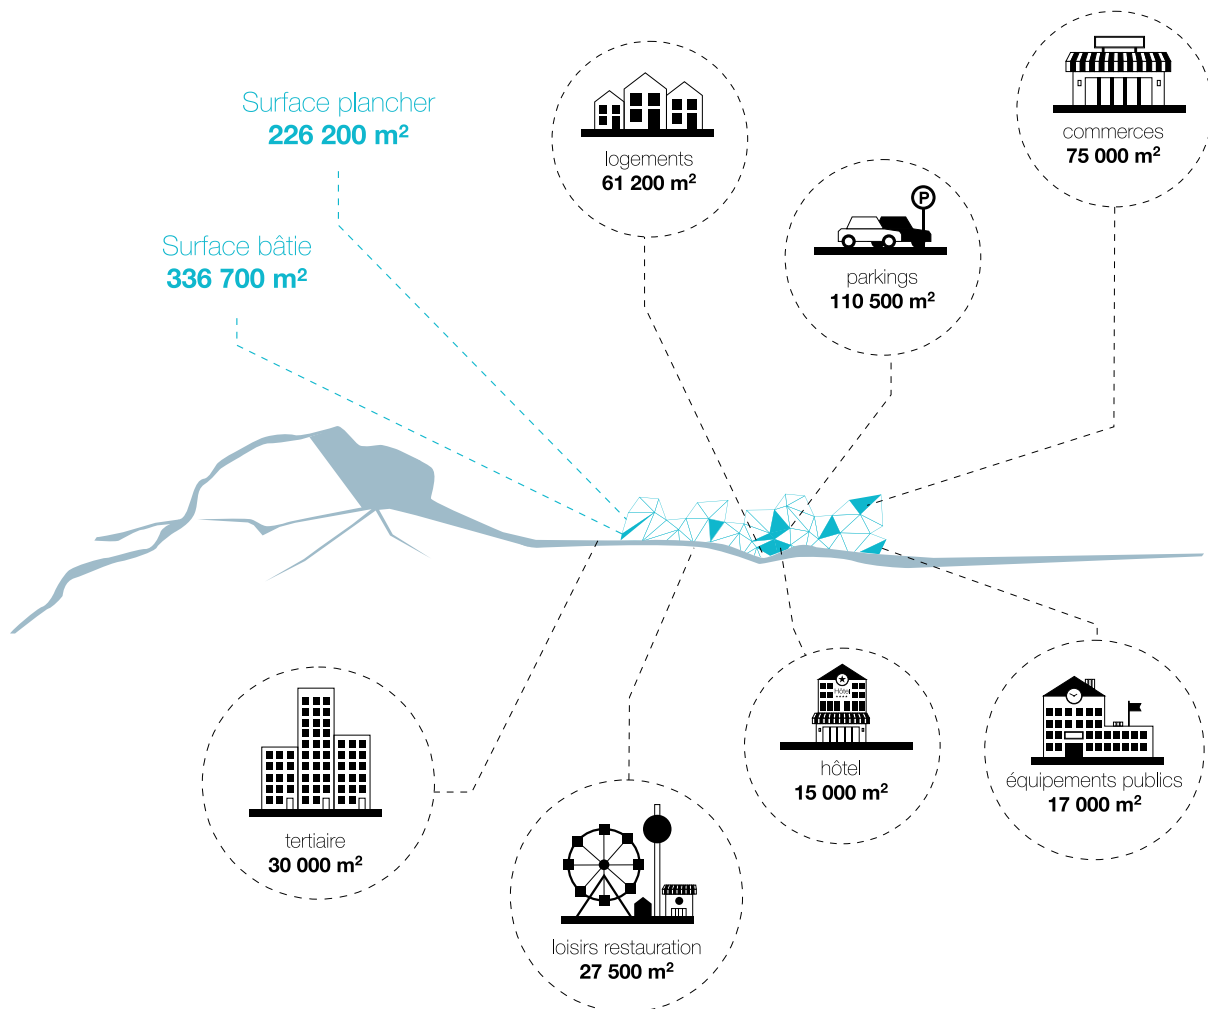 Surface plancher
226 200 m²
Surface bâtie
336 700 m²
logements
61 200 m²
commerces
75 000 m²
P
parkings
110 500 m²
tertiaire
30 000 m²
loisirs restauration
27 500 m²
Hôtel
hôtel
15 000 m²
équipements publics
17 000 m²